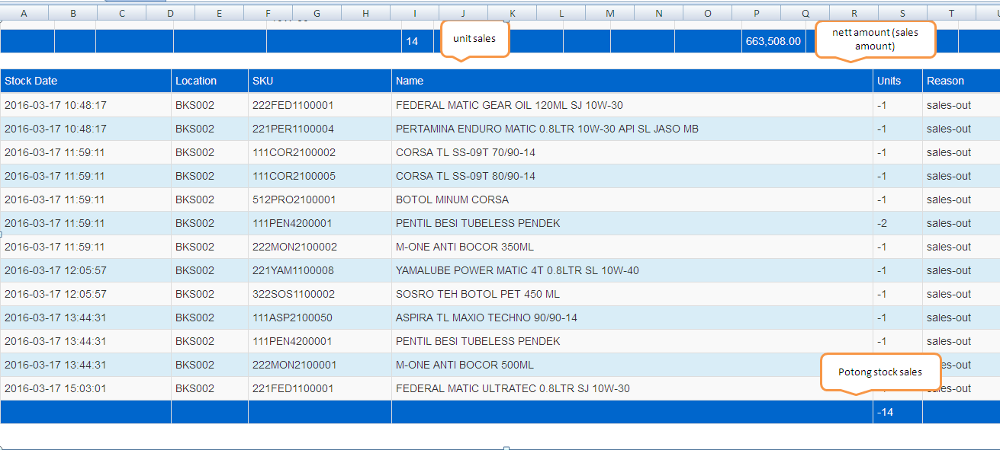 A B C D E F G H I J K L M N O P Q R S T
14 unit sales 663,508.00 nett amount (sales
amount)
Stock Date Location SKU Name Units Reason
2016-03-17 10:48:17 BKS002 222FED1100001 FEDERAL MATIC GEAR OIL 120ML SJ 10W-30 -1 sales-out
2016-03-17 10:48:17 BKS002 221PER1100004 PERTAMINA ENDURO MATIC 0.8LTR 10W-30 API SL JASO MB -1 sales-out
2016-03-17 11:59:11 BKS002 111COR2100002 CORSA TL SS-09T 70/90-14 -1 sales-out
2016-03-17 11:59:11 BKS002 111COR2100005 CORSA TL SS-09T 80/90-14 -1 sales-out
2016-03-17 11:59:11 BKS002 512PRO2100001 BOTOL MINUM CORSA -1 sales-out
2016-03-17 11:59:11 BKS002 111PEN4200001 PENTIL BESI TUBELESS PENDEK -2 sales-out
2016-03-17 11:59:11 BKS002 222MON2100002 M-ONE ANTI BOCOR 350ML -1 sales-out
2016-03-17 12:05:57 BKS002 221YAM1100008 YAMALUBE POWER MATIC 4T 0.8LTR SL 10W-40 -1 sales-out
2016-03-17 12:05:57 BKS002 322SOS1100002 SOSRO TEH BOTOL PET 450 ML -1 sales-out
2016-03-17 13:44:31 BKS002 111ASP2100050 ASPIRA TL MAXIO TECHNO 90/90-14 -1 sales-out
2016-03-17 13:44:31 BKS002 111PEN4200001 PENTIL BESI TUBELESS PENDEK -1 sales-out
2016-03-17 13:44:31 BKS002 222MON2100001 M-ONE ANTI BOCOR 500ML es-out
Potong stock sales
2016-03-17 15:03:01 BKS002 221FED1100001 FEDERAL MATIC ULTRATEC 0.8LTR SJ 10W-30 sales-out
-14